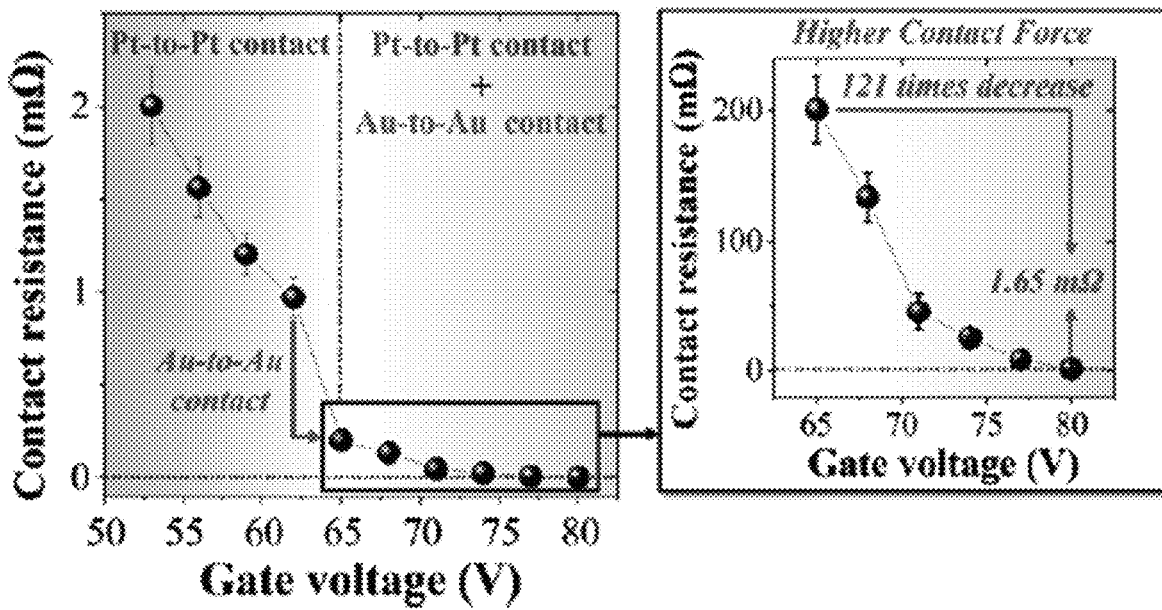 Pt-to-Pt contact
Pt-to-Pt contact
+
Au-to-Au contact
Au-to-Au
contact
Contact resistance (mΩ)
2
1
0
50 55 60 65 70 75 80
Gate voltage (V)
Higher Contact Force
121 times decrease
1.65 mΩ
Contact resistance (mΩ)
200
100
0
65 70 75 80
Gate voltage (V)